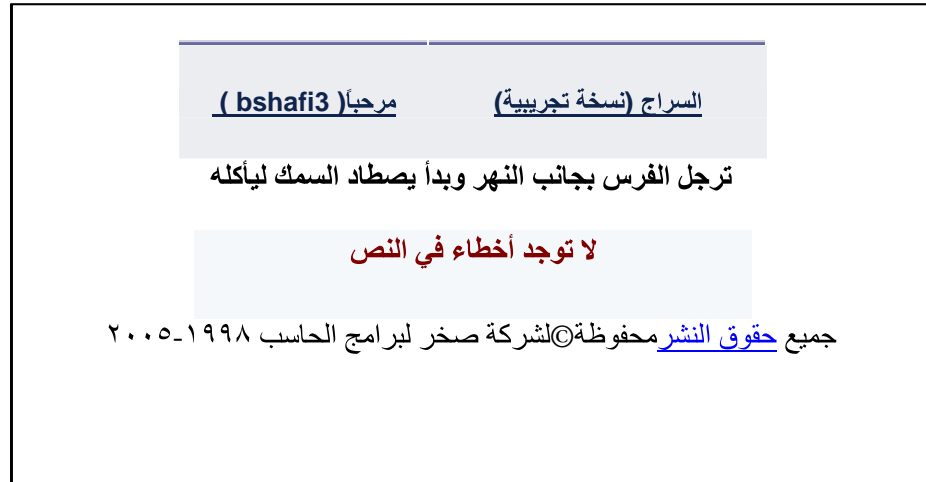 السراج (نسخة تجريبية) مرحباً( bshafi3 )
ترجل الفرس بجانب النهر وبدأ يصطاد السمك ليأكله
لا توجد أخطاء في النص
جميع حقوق النشر محفوظة©لشركة صخر لبرامج الحاسب ١٩٩٨-٢٠٠٥